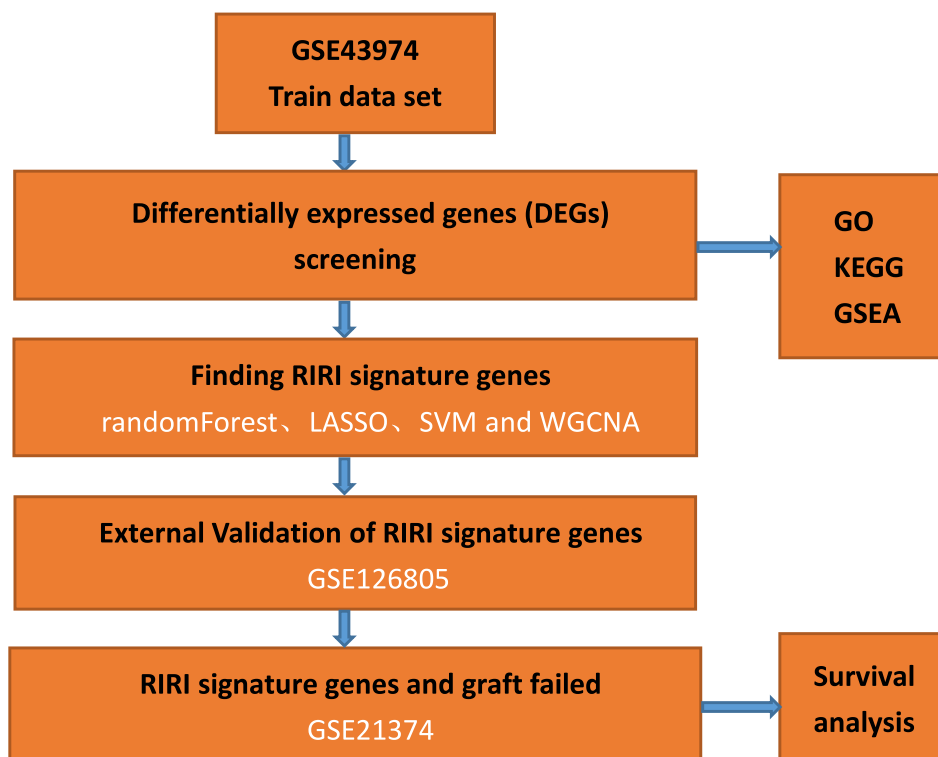 GSE43974
Train data set
Differentially expressed genes (DEGs)
screening
GO
KEGG
GSEA
Finding RIRI signature genes
randomForest、LASSO、SVM and WGCNA
External Validation of RIRI signature genes
GSE126805
RIRI signature genes and graft failed
GSE21374
Survival
analysis